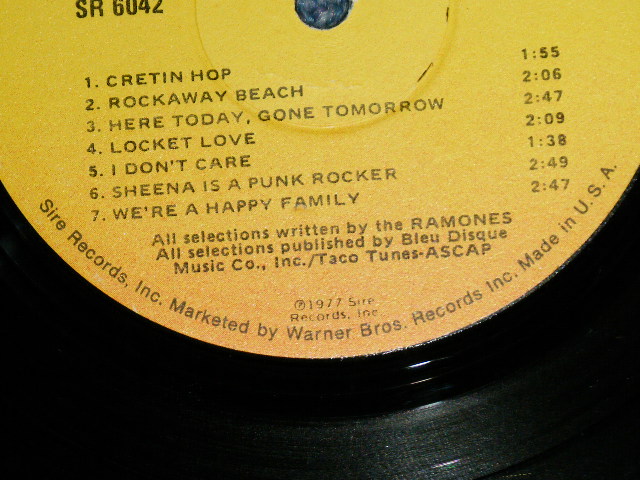 SR 6042
1. CRETIN HOP 1:55
2. ROCKAWAY BEACH 2:06
3. HERE TODAY, GONE TOMORROW 2:47
4. LOCKET LOVE 2:09
5. I DON'T CARE 1:38
6. SHEENA IS A PUNK ROCKER 2:49
7. WE'RE A HAPPY FAMILY 2:47
All selections written by the RAMONES
All selections published by Bleu Disque
Music Co., Inc./Taco Tunes-ASCAP
℗1977 Sire
Records, Inc
Sire Records, Inc. Marketed by Warner Bros. Records Inc. Made in U.S.A.